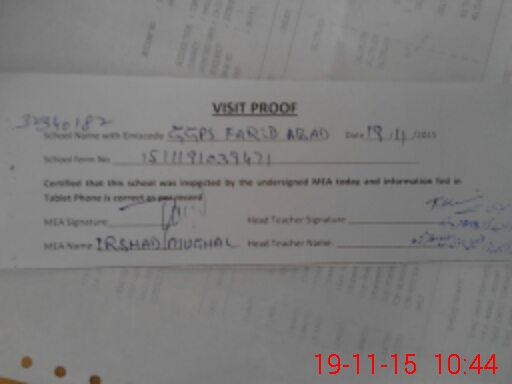 VISIT PROOF
32340182
School Name with Emiscode GGPS FARID ABAD Date 19/11/2015
School form No 1511191039471
Certified that this school was inspected by the undersigned MEA today and information fed in
Tablet Phone is correct as per record
MEA Signature Head Teacher Signature
MEA Name IRSHAD MUGHAL Head Teacher Name
19-11-15 10:44